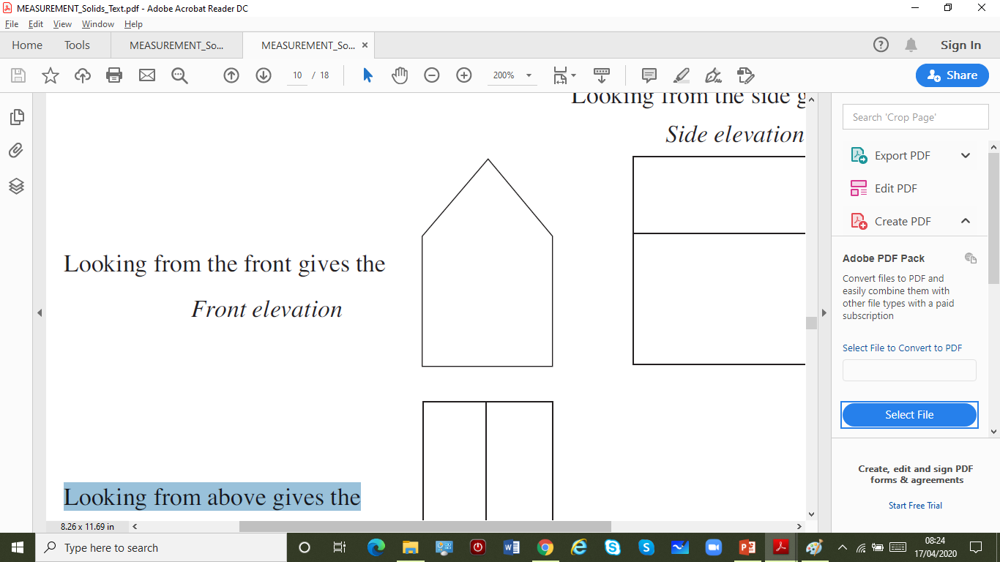 MEASUREMENT_Solids_Text.pdf - Adobe Acrobat Reader DC
File Edit View Window Help
Home Tools MEASUREMENT_So... MEASUREMENT_So... × Sign In
10 / 18 200% Share
Looking from the side g
Side elevation
Looking from the front gives the
Front elevation
Looking from above gives the
8.26 x 11.69 in
Search 'Crop Page'
Export PDF
Edit PDF
Create PDF
Adobe PDF Pack
Convert files to PDF and
easily combine them with
other file types with a paid
subscription
Select File to Convert to PDF
Select File
Create, edit and sign PDF
forms & agreements
Start Free Trial
Type here to search
08:24
17/04/2020